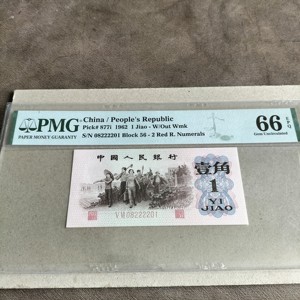 PMG
PAPER MONEY GUARANTY
China / People's Republic
Pick# 877i 1962 1 Jiao - W/Out Wmk
S/N 08222201 Block 56 - 2 Red R. Numerals
66 EPQ
Gem Uncirculated
中国人民银行
壹角
1
YI
JIAO
08222201